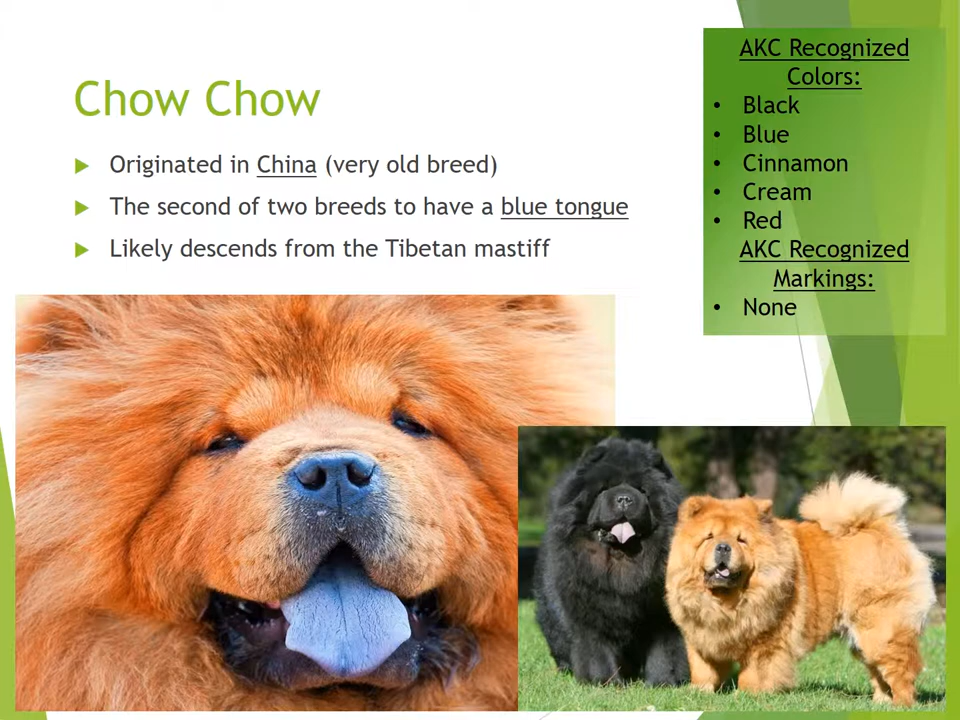 Chow Chow
▶ Originated in China (very old breed)
▶ The second of two breeds to have a blue tongue
▶ Likely descends from the Tibetan mastiff
AKC Recognized
Colors:
• Black
• Blue
• Cinnamon
• Cream
• Red
AKC Recognized
Markings:
• None